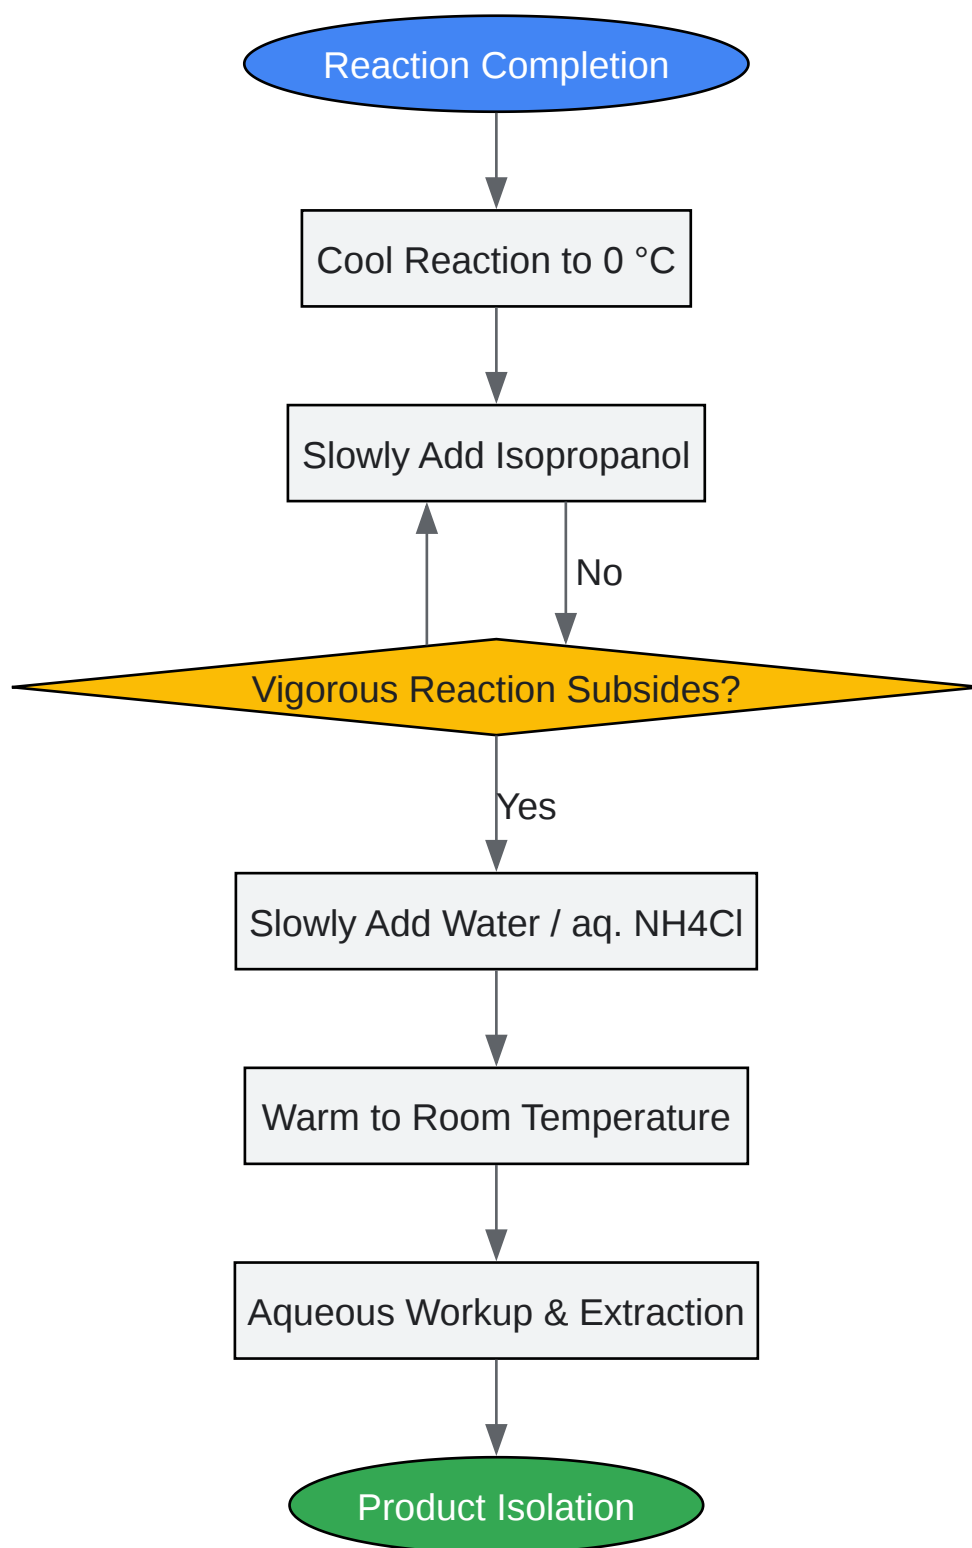 Reaction Completion
Cool Reaction to 0 °C
Slowly Add Isopropanol
No
Vigorous Reaction Subsides?
Yes
Slowly Add Water / aq. NH4Cl
Warm to Room Temperature
Aqueous Workup & Extraction
Product Isolation